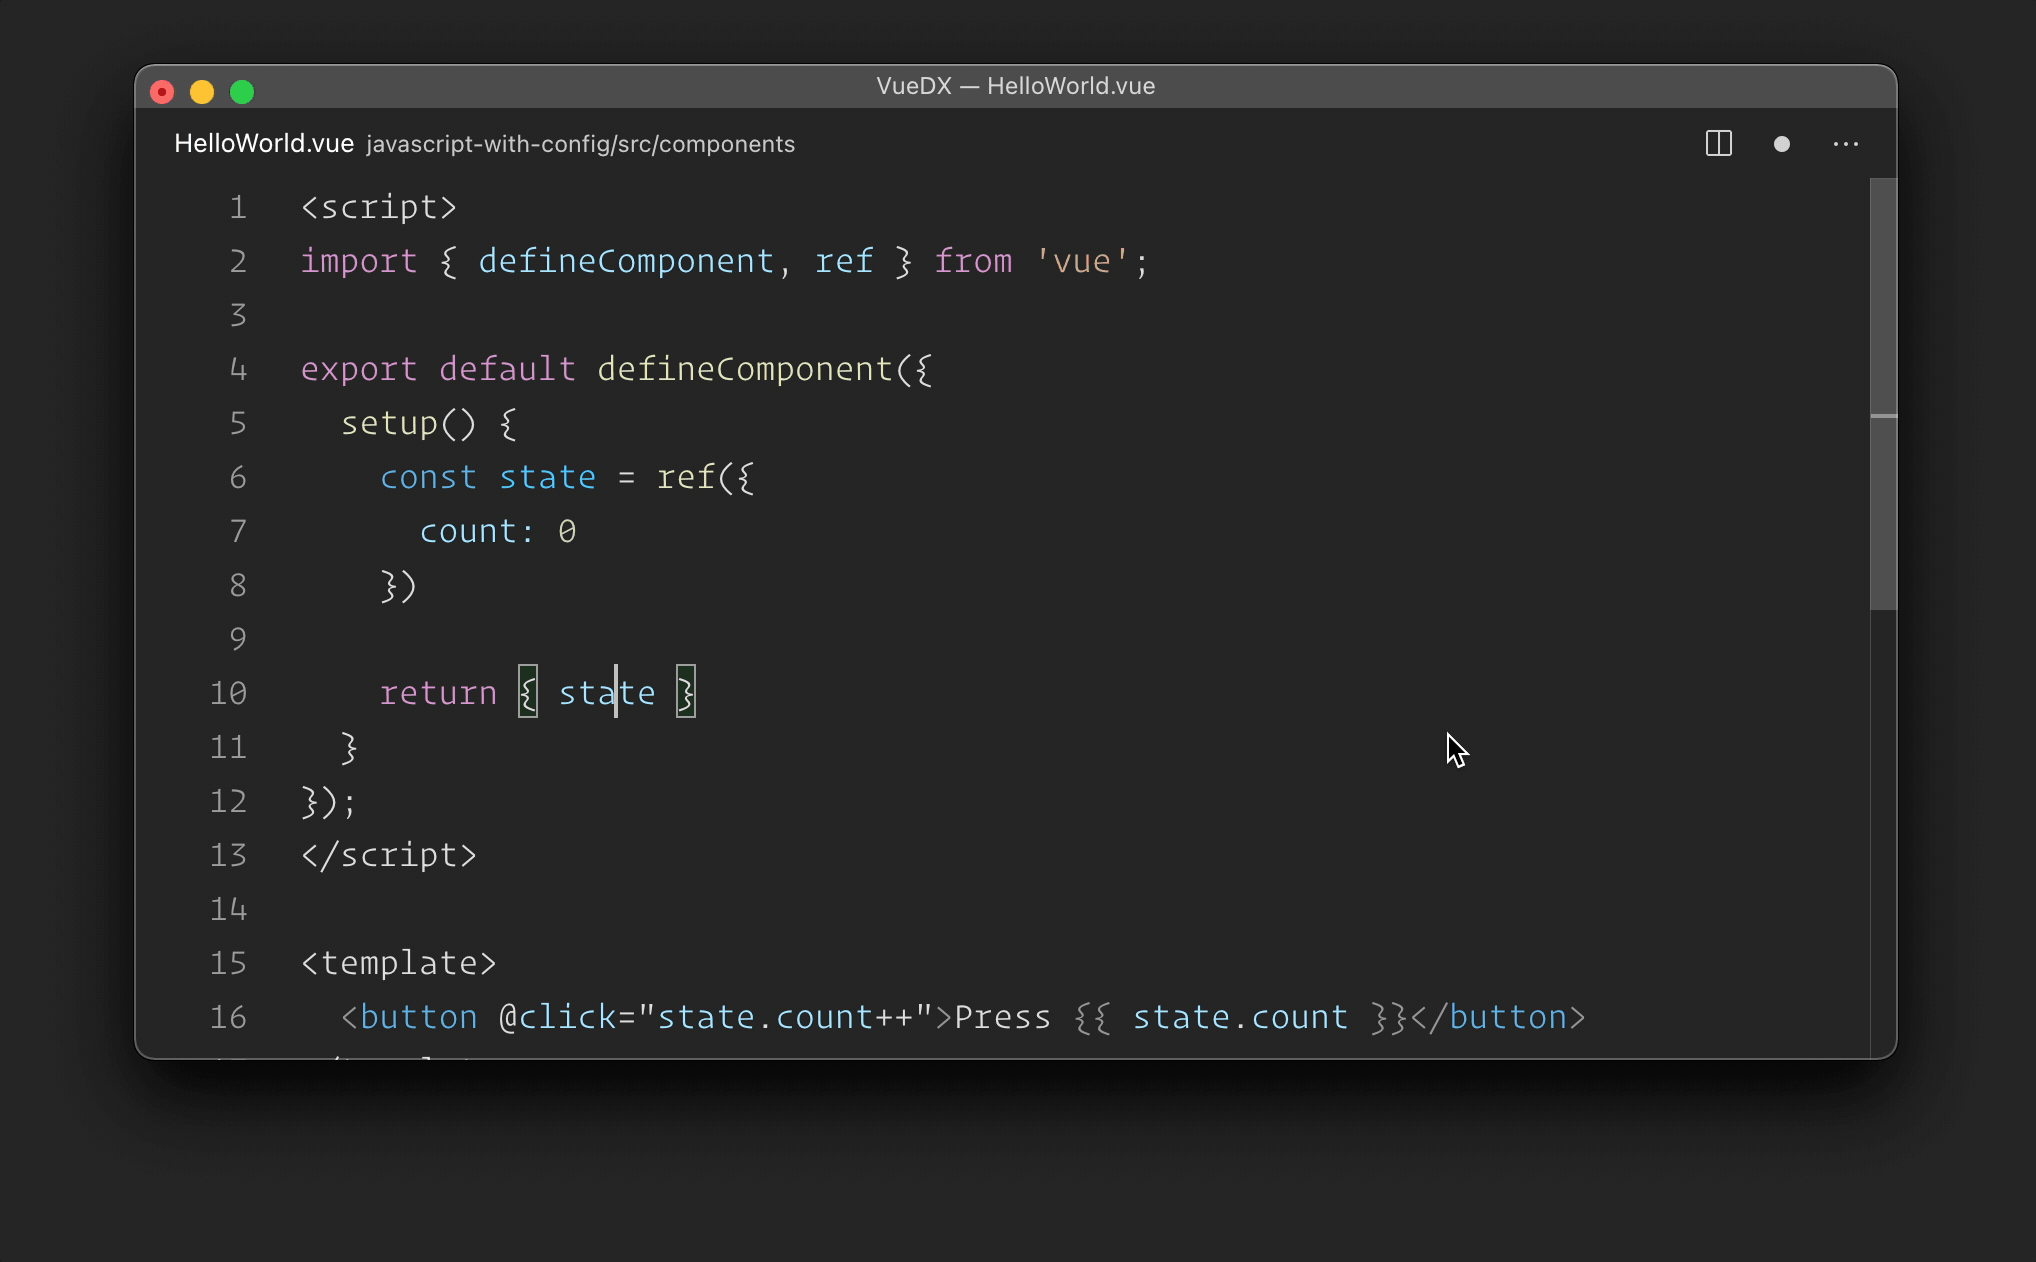 VueDX — HelloWorld.vue
HelloWorld.vue javascript-with-config/src/components
1 <script>
2 import { defineComponent, ref } from 'vue';
3
4 export default defineComponent({
5   setup() {
6     const state = ref({
7       count: 0
8     })
9
10     return { state }
11   }
12 });
13 </script>
14
15 <template>
16   <button @click="state.count++">Press {{ state.count }}</button>